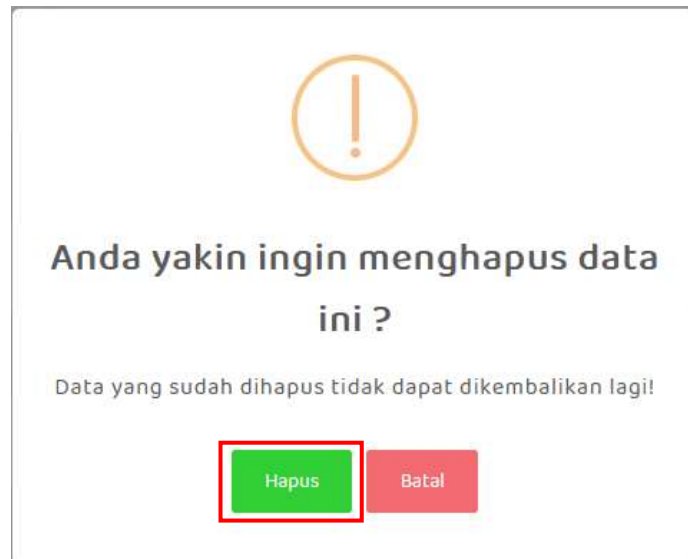 Anda yakin ingin menghapus data
ini ?
Data yang sudah dihapus tidak dapat dikembalikan lagi!
Hapus Batal